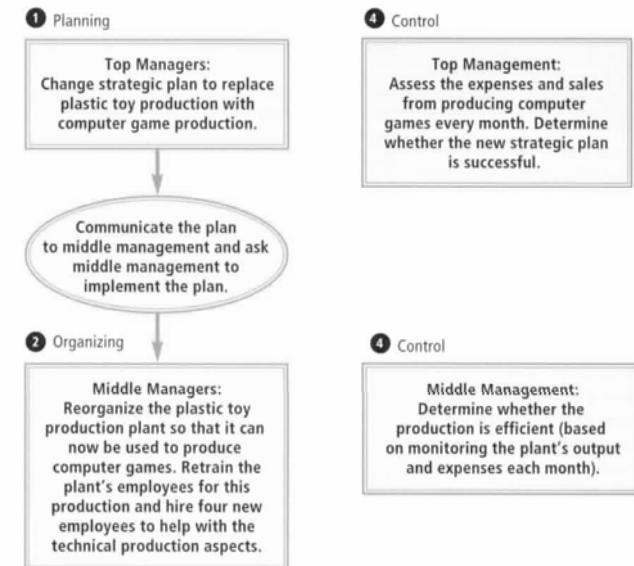 1 Planning
Top Managers:
Change strategic plan to replace
plastic toy production with
computer game production.
Communicate the plan
to middle management and ask
middle management to
implement the plan.
2 Organizing
Middle Managers:
Reorganize the plastic toy
production plant so that it can
now be used to produce
computer games. Retrain the
plant's employees for this
production and hire four new
employees to help with the
technical production aspects.
4 Control
Top Management:
Assess the expenses and sales
from producing computer
games every month. Determine
whether the new strategic plan
is successful.
4 Control
Middle Management:
Determine whether the
production is efficient (based
on monitoring the plant's output
and expenses each month).